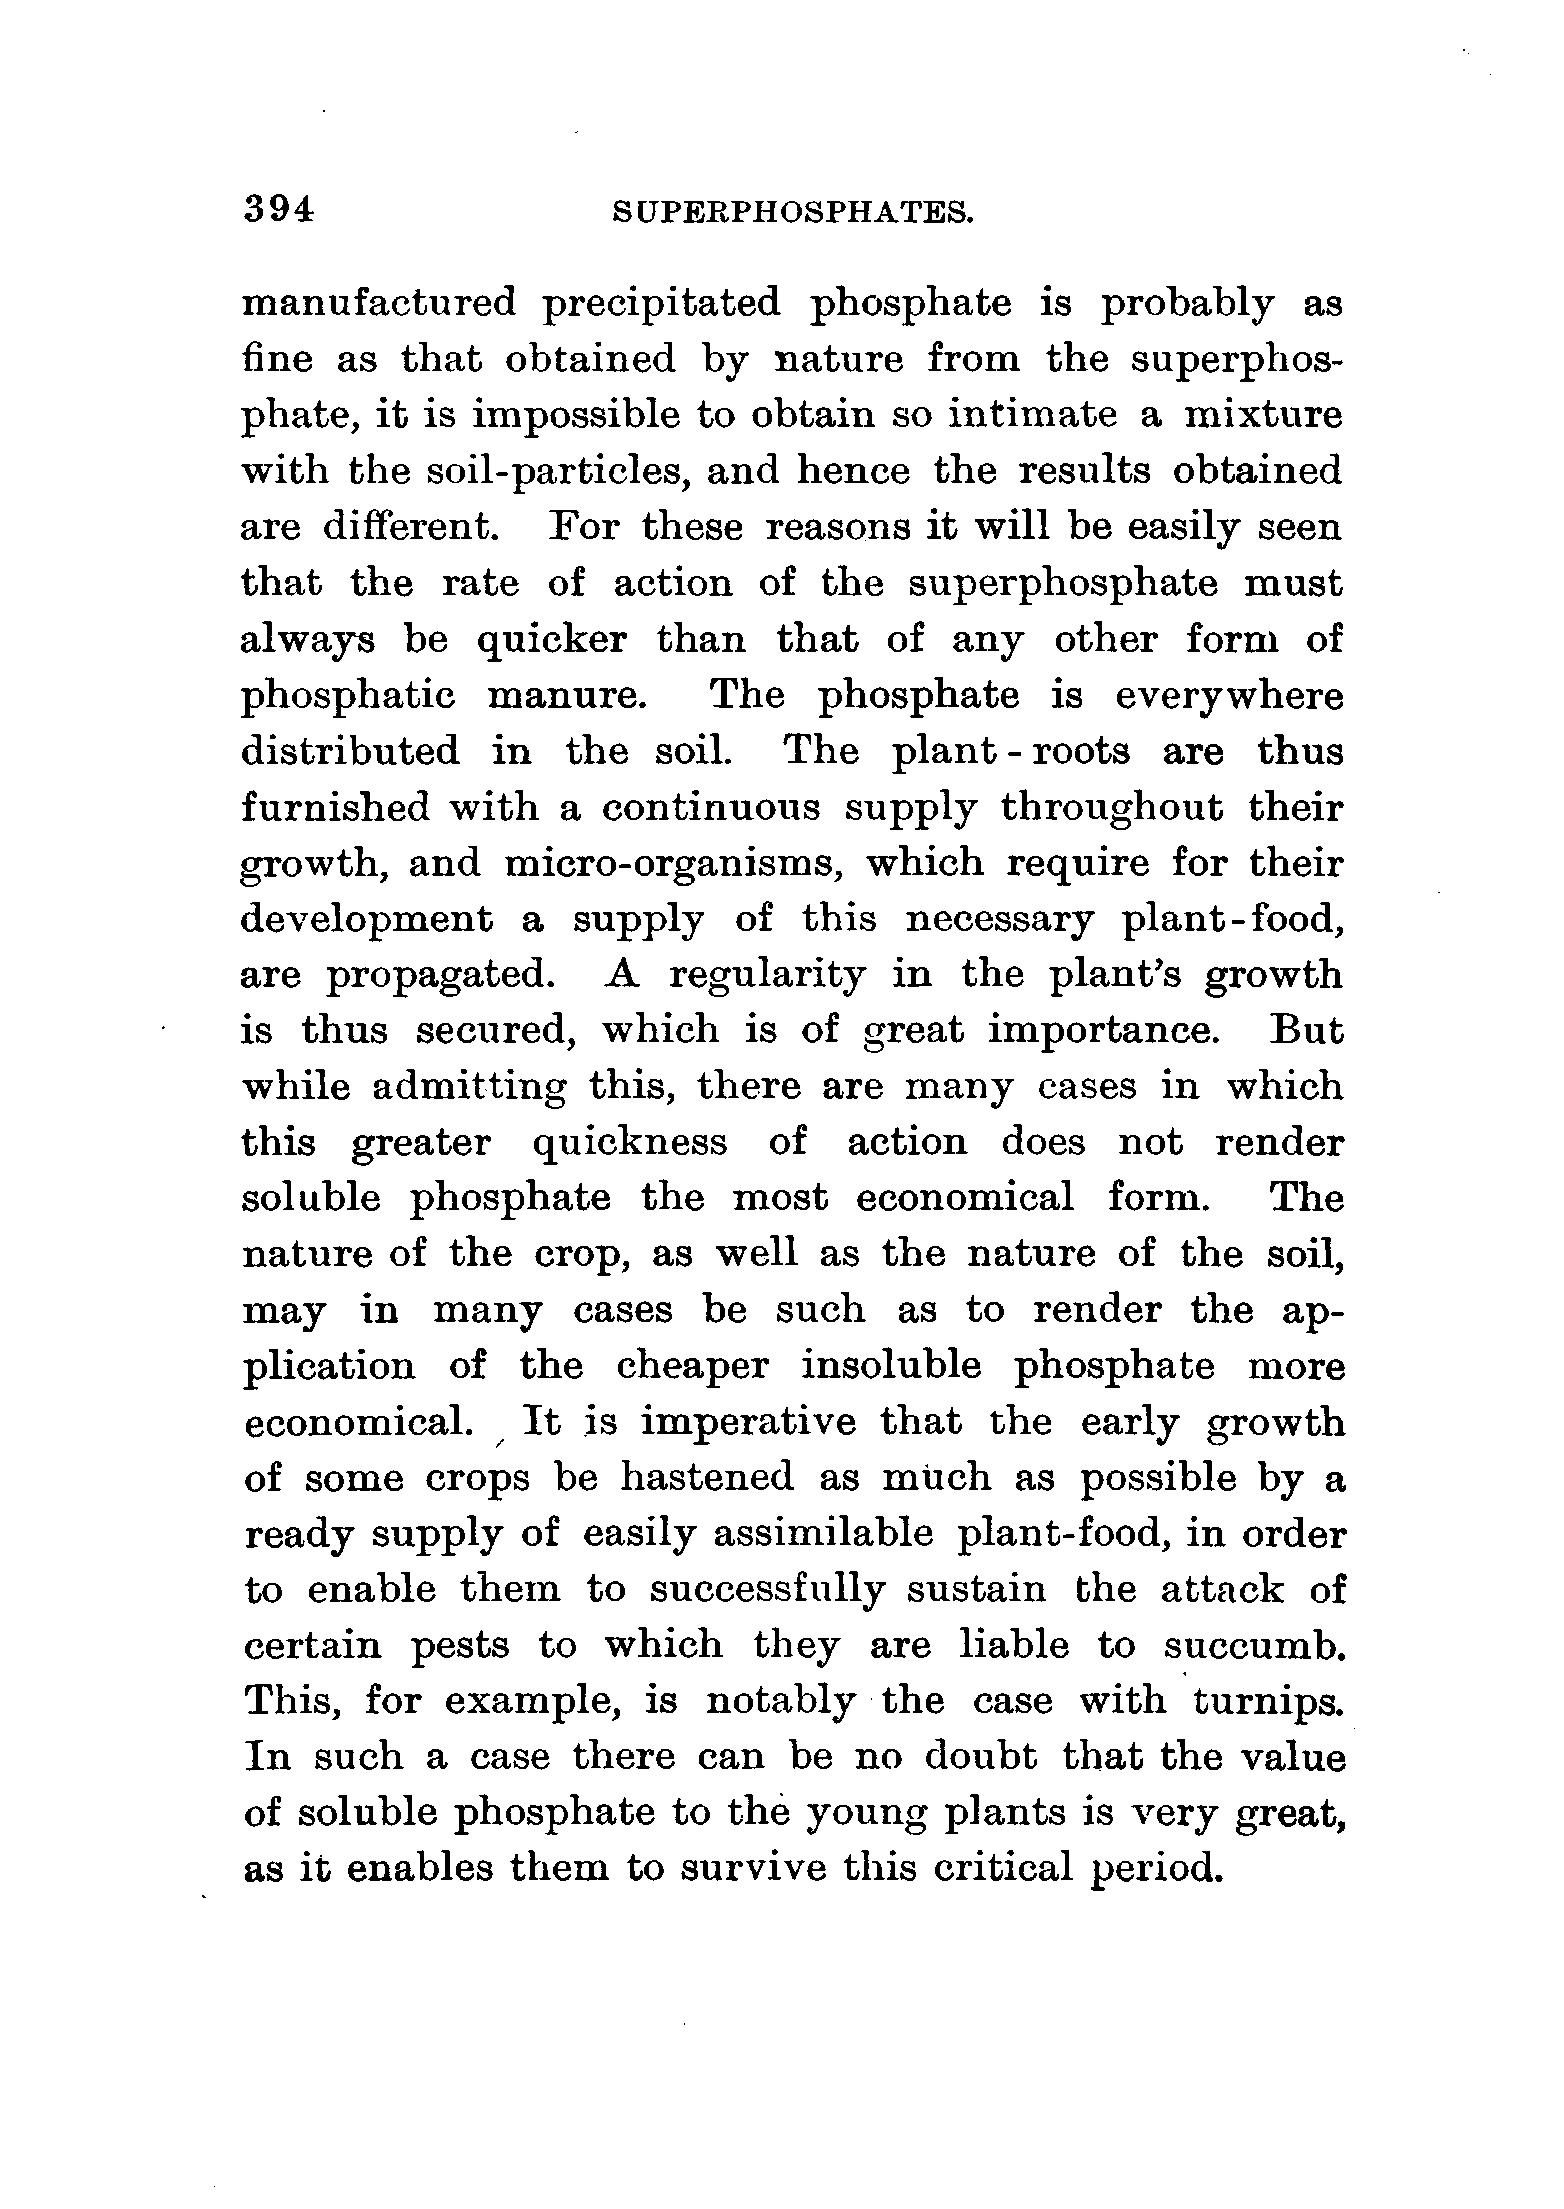 394 SUPERPHOSPHATES.
manufactured precipitated phosphate is probably as
fine as that obtained by nature from the superphos-
phate, it is impossible to obtain so intimate a mixture
with the soil-particles, and hence the results obtained
are different. For these reasons it will be easily seen
that the rate of action of the superphosphate must
always be quicker than that of any other form of
phosphatic manure. The phosphate is everywhere
distributed in the soil. The plant-roots are thus
furnished with a continuous supply throughout their
growth, and micro-organisms, which require for their
development a supply of this necessary plant-food,
are propagated. A regularity in the plant's growth
is thus secured, which is of great importance. But
while admitting this, there are many cases in which
this greater quickness of action does not render
soluble phosphate the most economical form. The
nature of the crop, as well as the nature of the soil,
may in many cases be such as to render the ap-
plication of the cheaper insoluble phosphate more
economical. It is imperative that the early growth
of some crops be hastened as much as possible by a
ready supply of easily assimilable plant-food, in order
to enable them to successfully sustain the attack of
certain pests to which they are liable to succumb.
This, for example, is notably the case with turnips.
In such a case there can be no doubt that the value
of soluble phosphate to the young plants is very great,
as it enables them to survive this critical period.